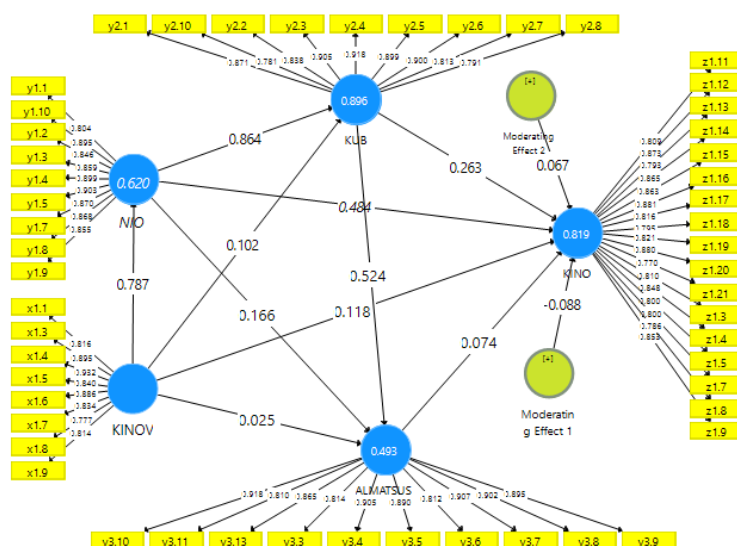 y2.1 y2.10 y2.2 y2.3 y2.4 y2.5 y2.6 y2.7 y2.8
0.871 0.781 0.838 0.905 0.918 0.899 0.900 0.813 0.791
0.896
KUB
[+]
Moderating
Effect 2
0.067
y1.1
y1.10
y1.2
y1.3
y1.4
y1.5
y1.7
y1.8
y1.9
0.804
0.895
0.846
0.859
0.899
0.903
0.870
0.868
0.855
0.620
NIO
0.864
0.263
0.484
0.787
0.102
0.524
0.118
0.166
0.074
-0.088
0.025
0.819
KINO
z1.11
z1.12
z1.13
z1.14
z1.15
z1.16
z1.17
z1.18
z1.19
z1.20
z1.21
z1.3
z1.4
z1.5
z1.7
z1.8
z1.9
0.809
0.873
0.793
0.865
0.863
0.881
0.816
0.795
0.821
0.880
0.770
0.810
0.848
0.800
0.800
0.786
0.853
x1.1
x1.3
x1.4
x1.5
x1.6
x1.7
x1.8
x1.9
0.816
0.895
0.932
0.840
0.886
0.834
0.777
0.814
KINOV
[+]
Moderatin
g Effect 1
0.493
ALMATSUS
0.918 0.810 0.865 0.814 0.905 0.890 0.812 0.907 0.902 0.895
y3.10 y3.11 y3.13 y3.3 y3.4 y3.5 y3.6 y3.7 y3.8 y3.9